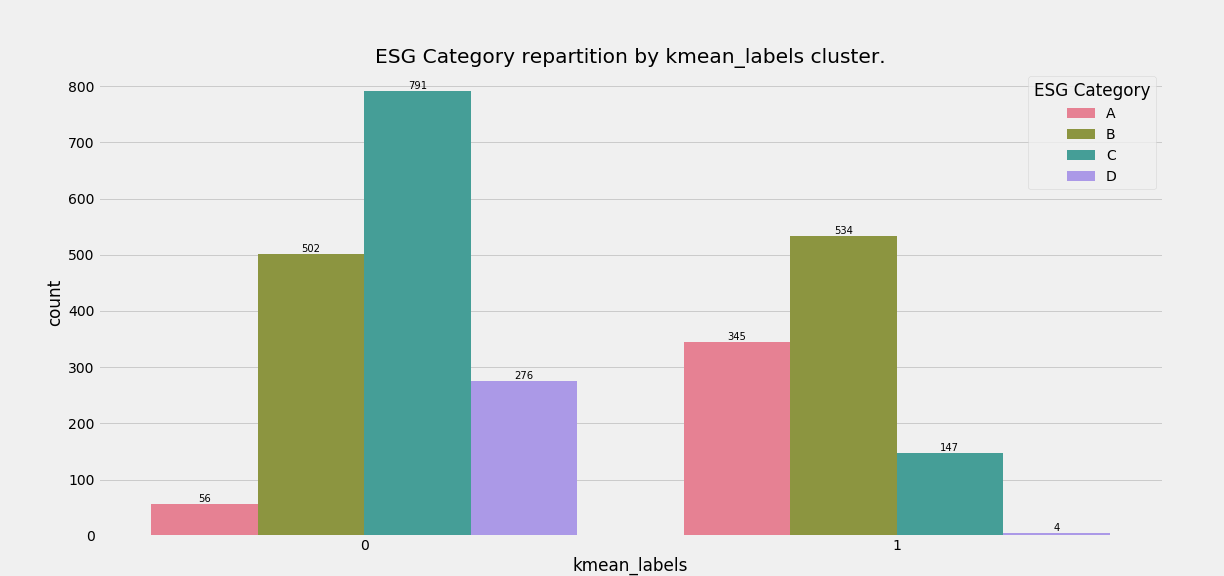 ESG Category repartition by kmean_labels cluster.
ESG Category
A
B
C
D
count
800
700
600
500
400
300
200
100
0
56
502
791
276
345
534
147
4
0
1
kmean_labels